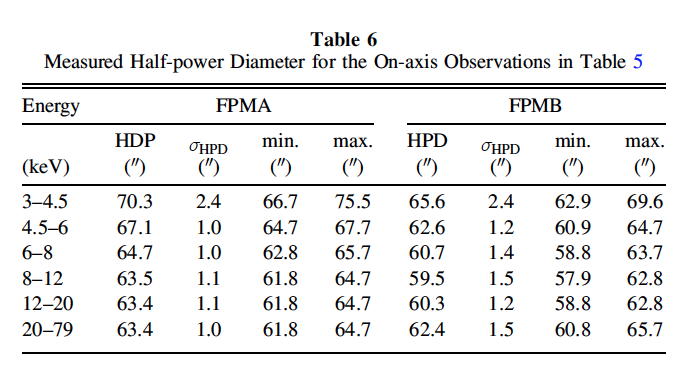 Table 6
Measured Half-power Diameter for the On-axis Observations in Table 5
Energy FPMA FPMB
HDP σHPD min. max. HPD σHPD min. max.
(keV) (″) (″) (″) (″) (″) (″) (″) (″)
3–4.5 70.3 2.4 66.7 75.5 65.6 2.4 62.9 69.6
4.5–6 67.1 1.0 64.7 67.7 62.6 1.2 60.9 64.7
6–8 64.7 1.0 62.8 65.7 60.7 1.4 58.8 63.7
8–12 63.5 1.1 61.8 64.7 59.5 1.5 57.9 62.8
12–20 63.4 1.1 61.8 64.7 60.3 1.2 58.8 62.8
20–79 63.4 1.0 61.8 64.7 62.4 1.5 60.8 65.7